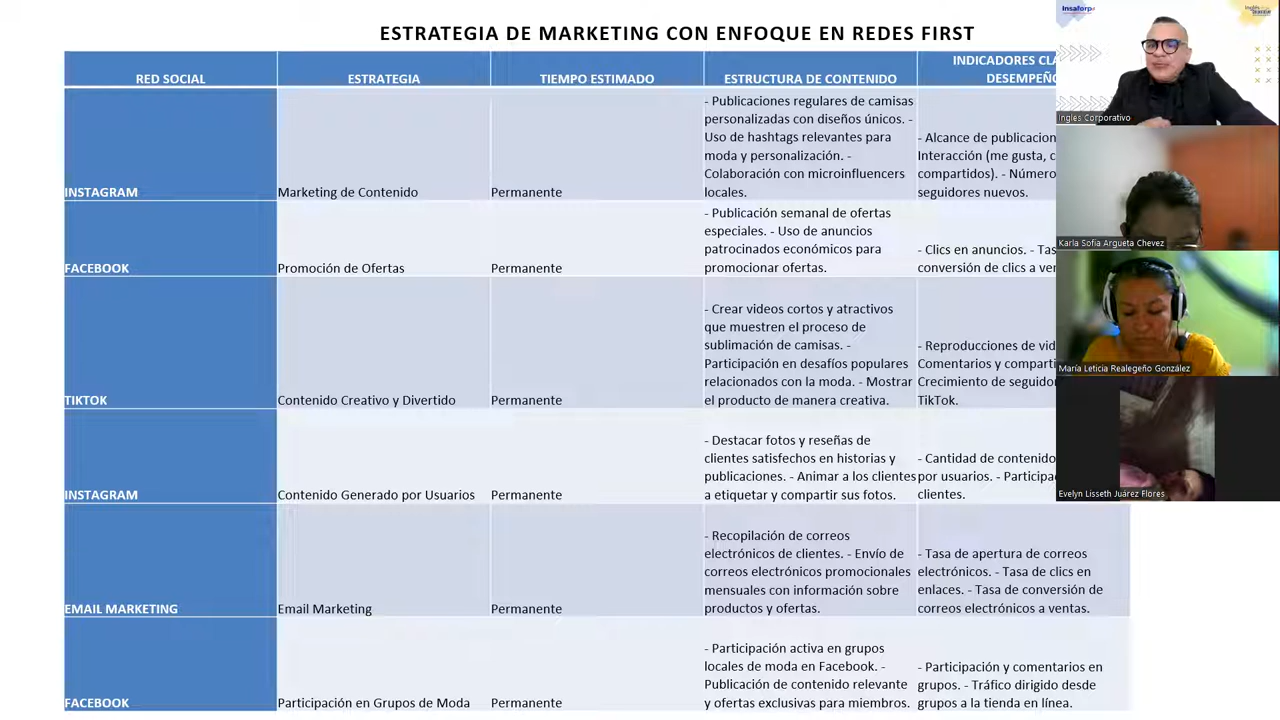 ESTRATEGIA DE MARKETING CON ENFOQUE EN REDES FIRST
RED SOCIAL
ESTRATEGIA
TIEMPO ESTIMADO
ESTRUCTURA DE CONTENIDO
INDICADORES
DESEMPEÑO
INSTAGRAM
Marketing de Contenido
Permanente
- Publicaciones regulares de camisas
personalizadas con diseños únicos. -
Uso de hashtags relevantes para
moda y personalización. -
Colaboración con microinfluencers
locales.
- Alcance de
Interacción (me gusta,
compartidos). - Número
seguidores nuevos.
FACEBOOK
Promoción de Ofertas
Permanente
- Publicación semanal de ofertas
especiales. - Uso de anuncios
patrocinados económicos para
promocionar ofertas.
- Clics en anuncios. -
conversión de clics a
TIKTOK
Contenido Creativo y Divertido
Permanente
- Crear videos cortos y atractivos
que muestren el proceso de
sublimación de camisas. -
Participación en desafíos populares
relacionados con la moda. - Mostrar
el producto de manera creativa.
- Reproducciones de
Comentarios y
Crecimiento de
TikTok.
INSTAGRAM
Contenido Generado por Usuarios
Permanente
- Destacar fotos y reseñas de
clientes satisfechos en historias y
publicaciones. - Animar a los clientes
a etiquetar y compartir sus fotos.
- Cantidad de contenido
por usuarios. -
clientes.
EMAIL MARKETING
Email Marketing
Permanente
- Recopilación de correos
electrónicos de clientes. - Envío de
correos electrónicos promocionales
mensuales con información sobre
productos y ofertas.
- Tasa de apertura de correos
electrónicos. - Tasa de clics en
enlaces. - Tasa de conversión de
correos electrónicos a ventas.
FACEBOOK
Participación en Grupos de Moda
Permanente
- Participación activa en grupos
locales de moda en Facebook. -
Publicación de contenido relevante
y ofertas exclusivas para miembros.
- Participación y comentarios en
grupos. - Tráfico dirigido desde
grupos a la tienda en línea.
Insaforp
Ingles Corporativo
Karla Sofia Argueta Chevez
María Leticia Realegeño González
Evelyn Lisseth Juárez Flores